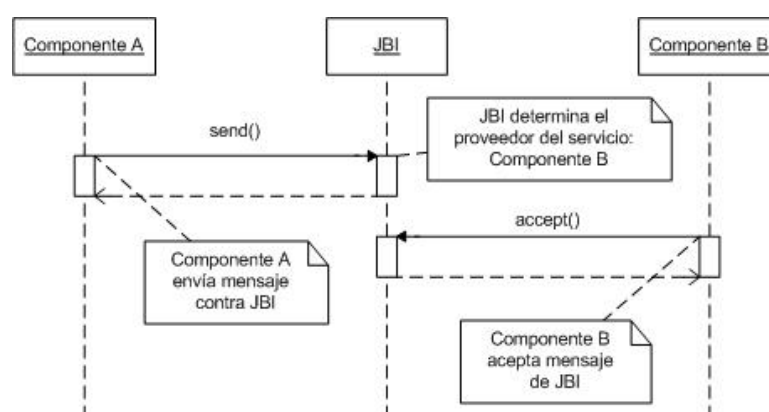 Componente A
JBI
Componente B
JBI determina el
proveedor del servicio:
Componente B
send()
accept()
Componente A
envía mensaje
contra JBI
Componente B
acepta mensaje
de JBI